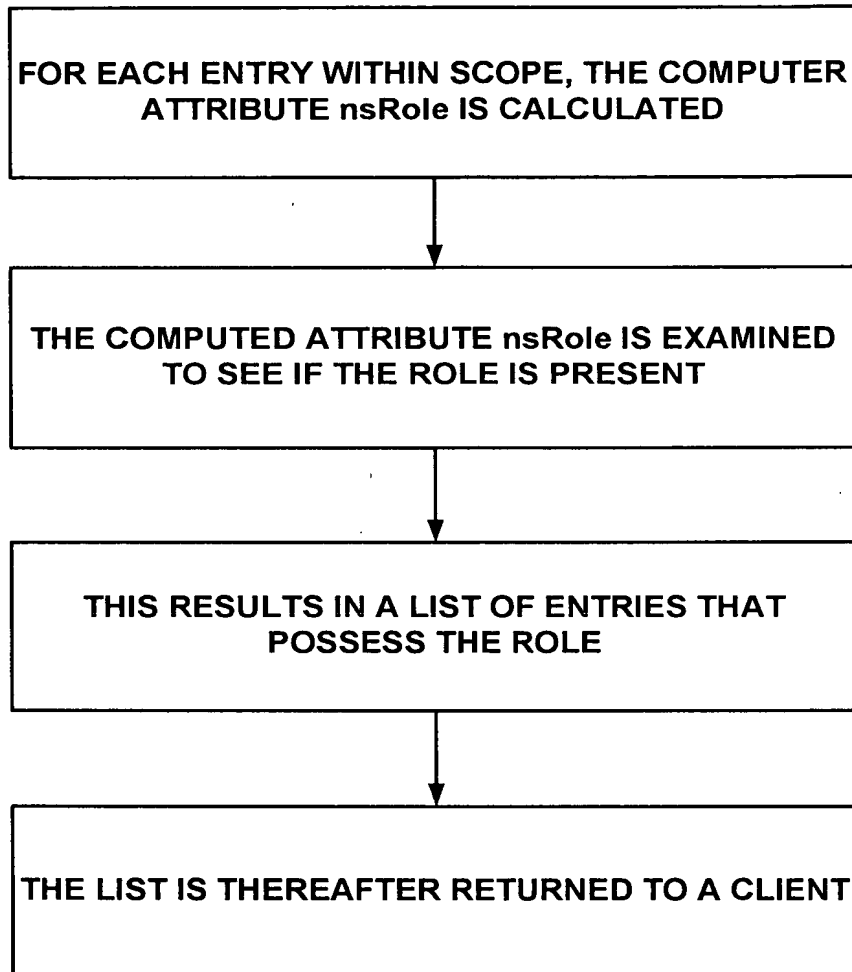 FOR EACH ENTRY WITHIN SCOPE, THE COMPUTER
ATTRIBUTE nsRole IS CALCULATED
THE COMPUTED ATTRIBUTE nsRole IS EXAMINED
TO SEE IF THE ROLE IS PRESENT
THIS RESULTS IN A LIST OF ENTRIES THAT
POSSESS THE ROLE
THE LIST IS THEREAFTER RETURNED TO A CLIENT